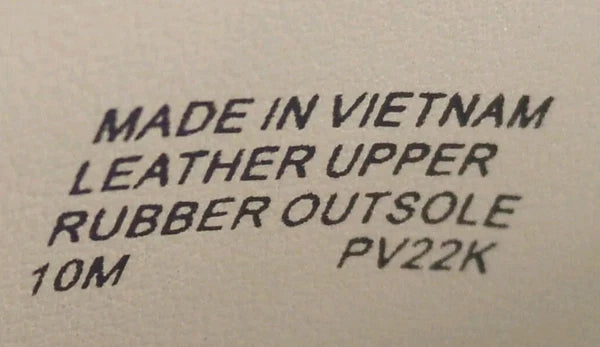 MADE IN VIETNAM
LEATHER UPPER
RUBBER OUTSOLE
10M PV22K